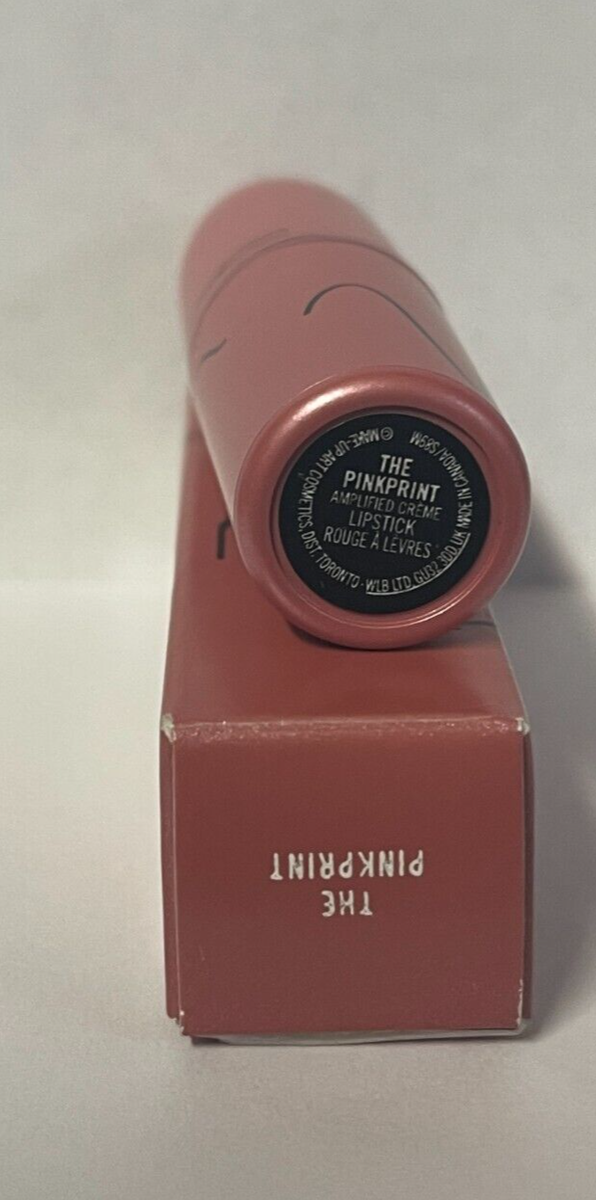 THE
PINKPRINT
AMPLIFIED CRÈME
LIPSTICK
ROUGE À LÈVRES
© MAKE-UP ART COSMETICS, DIST. TORONTO - WLB LTD, GU32 3DD, UK MADE IN CANADA/S89M
THE
PINKPRINT